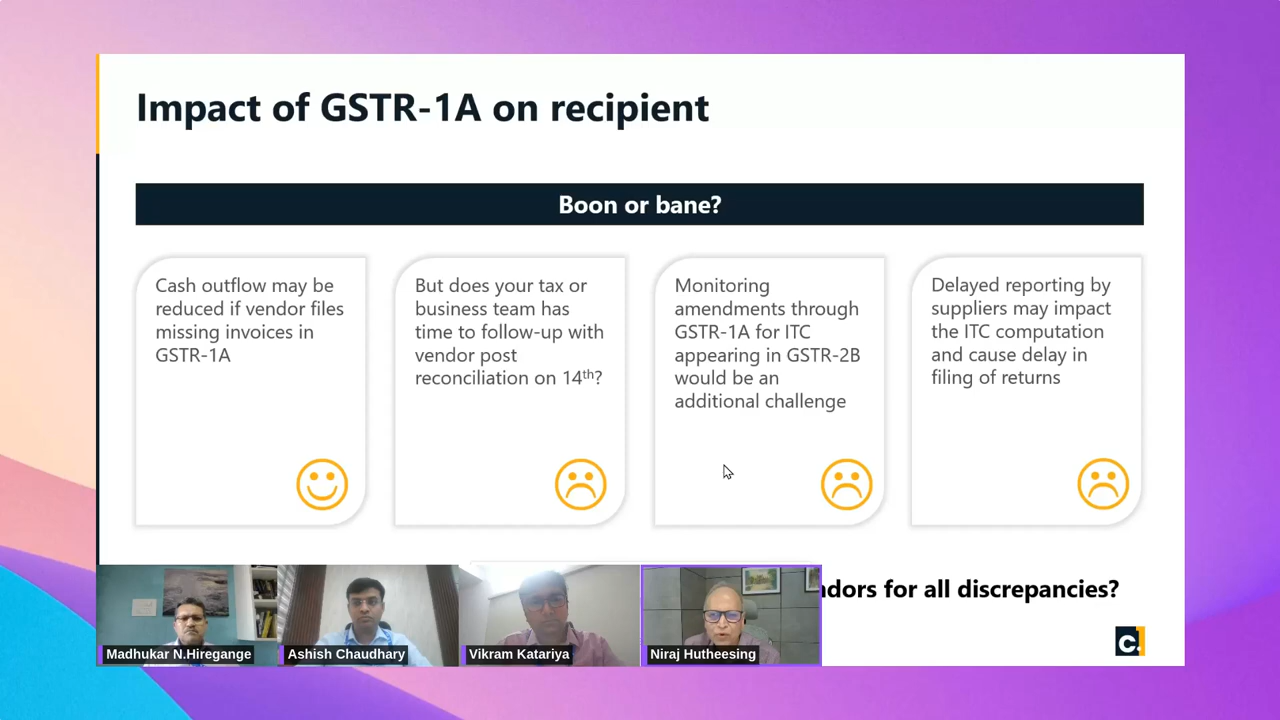 Impact of GSTR-1A on recipient
Boon or bane?
Cash outflow may be
reduced if vendor files
missing invoices in
GSTR-1A
But does your tax or
business team has
time to follow-up with
vendor post
reconciliation on 14th?
Monitoring
amendments through
GSTR-1A for ITC
appearing in GSTR-2B
would be an
additional challenge
Delayed reporting by
suppliers may impact
the ITC computation
and cause delay in
filing of returns
for all discrepancies?
Madhukar N.Hiregange
Ashish Chaudhary
Vikram Katariya
Niraj Hutheesing
c.